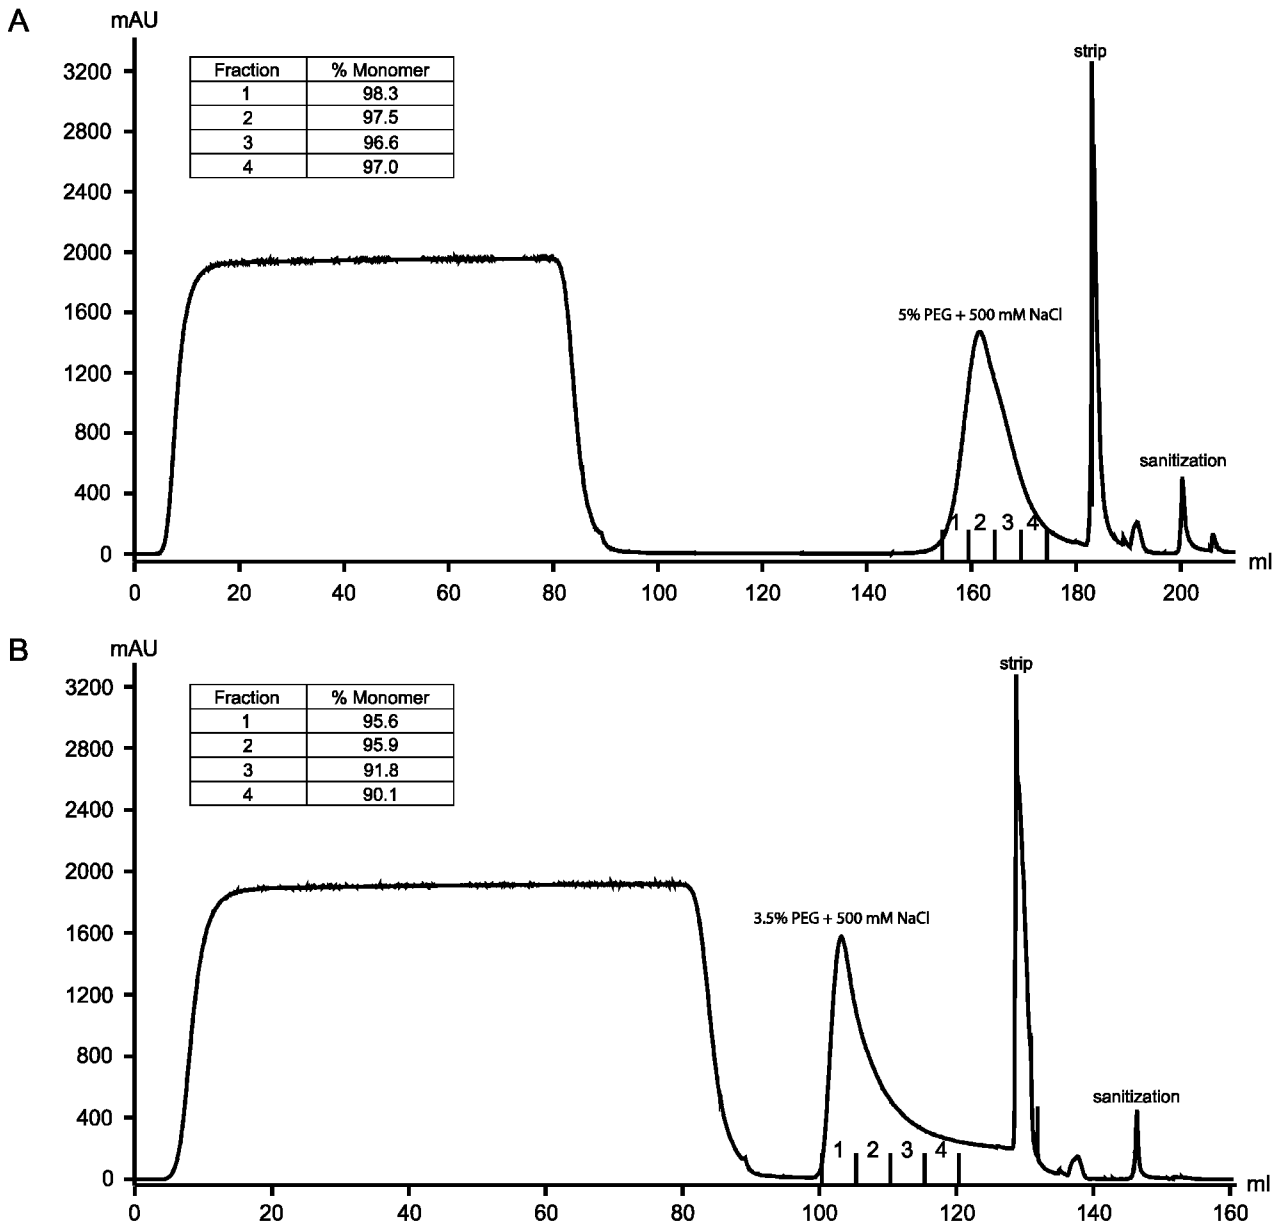 A
mAU
strip
3200
Fraction % Monomer
1 98.3
2800
2 97.5
3 96.6
4 97.0
2400
2000
1600
5% PEG + 500 mM NaCl
1200
800
sanitization
400
1 2 3 4
0
ml
0 20 40 60 80 100 120 140 160 180 200
B
mAU
strip
3200
Fraction % Monomer
1 95.6
2800
2 95.9
3 91.8
4 90.1
2400
2000
1600
3.5% PEG + 500 mM NaCl
1200
800
sanitization
400
1 2 3 4
0
ml
0 20 40 60 80 100 120 140 160